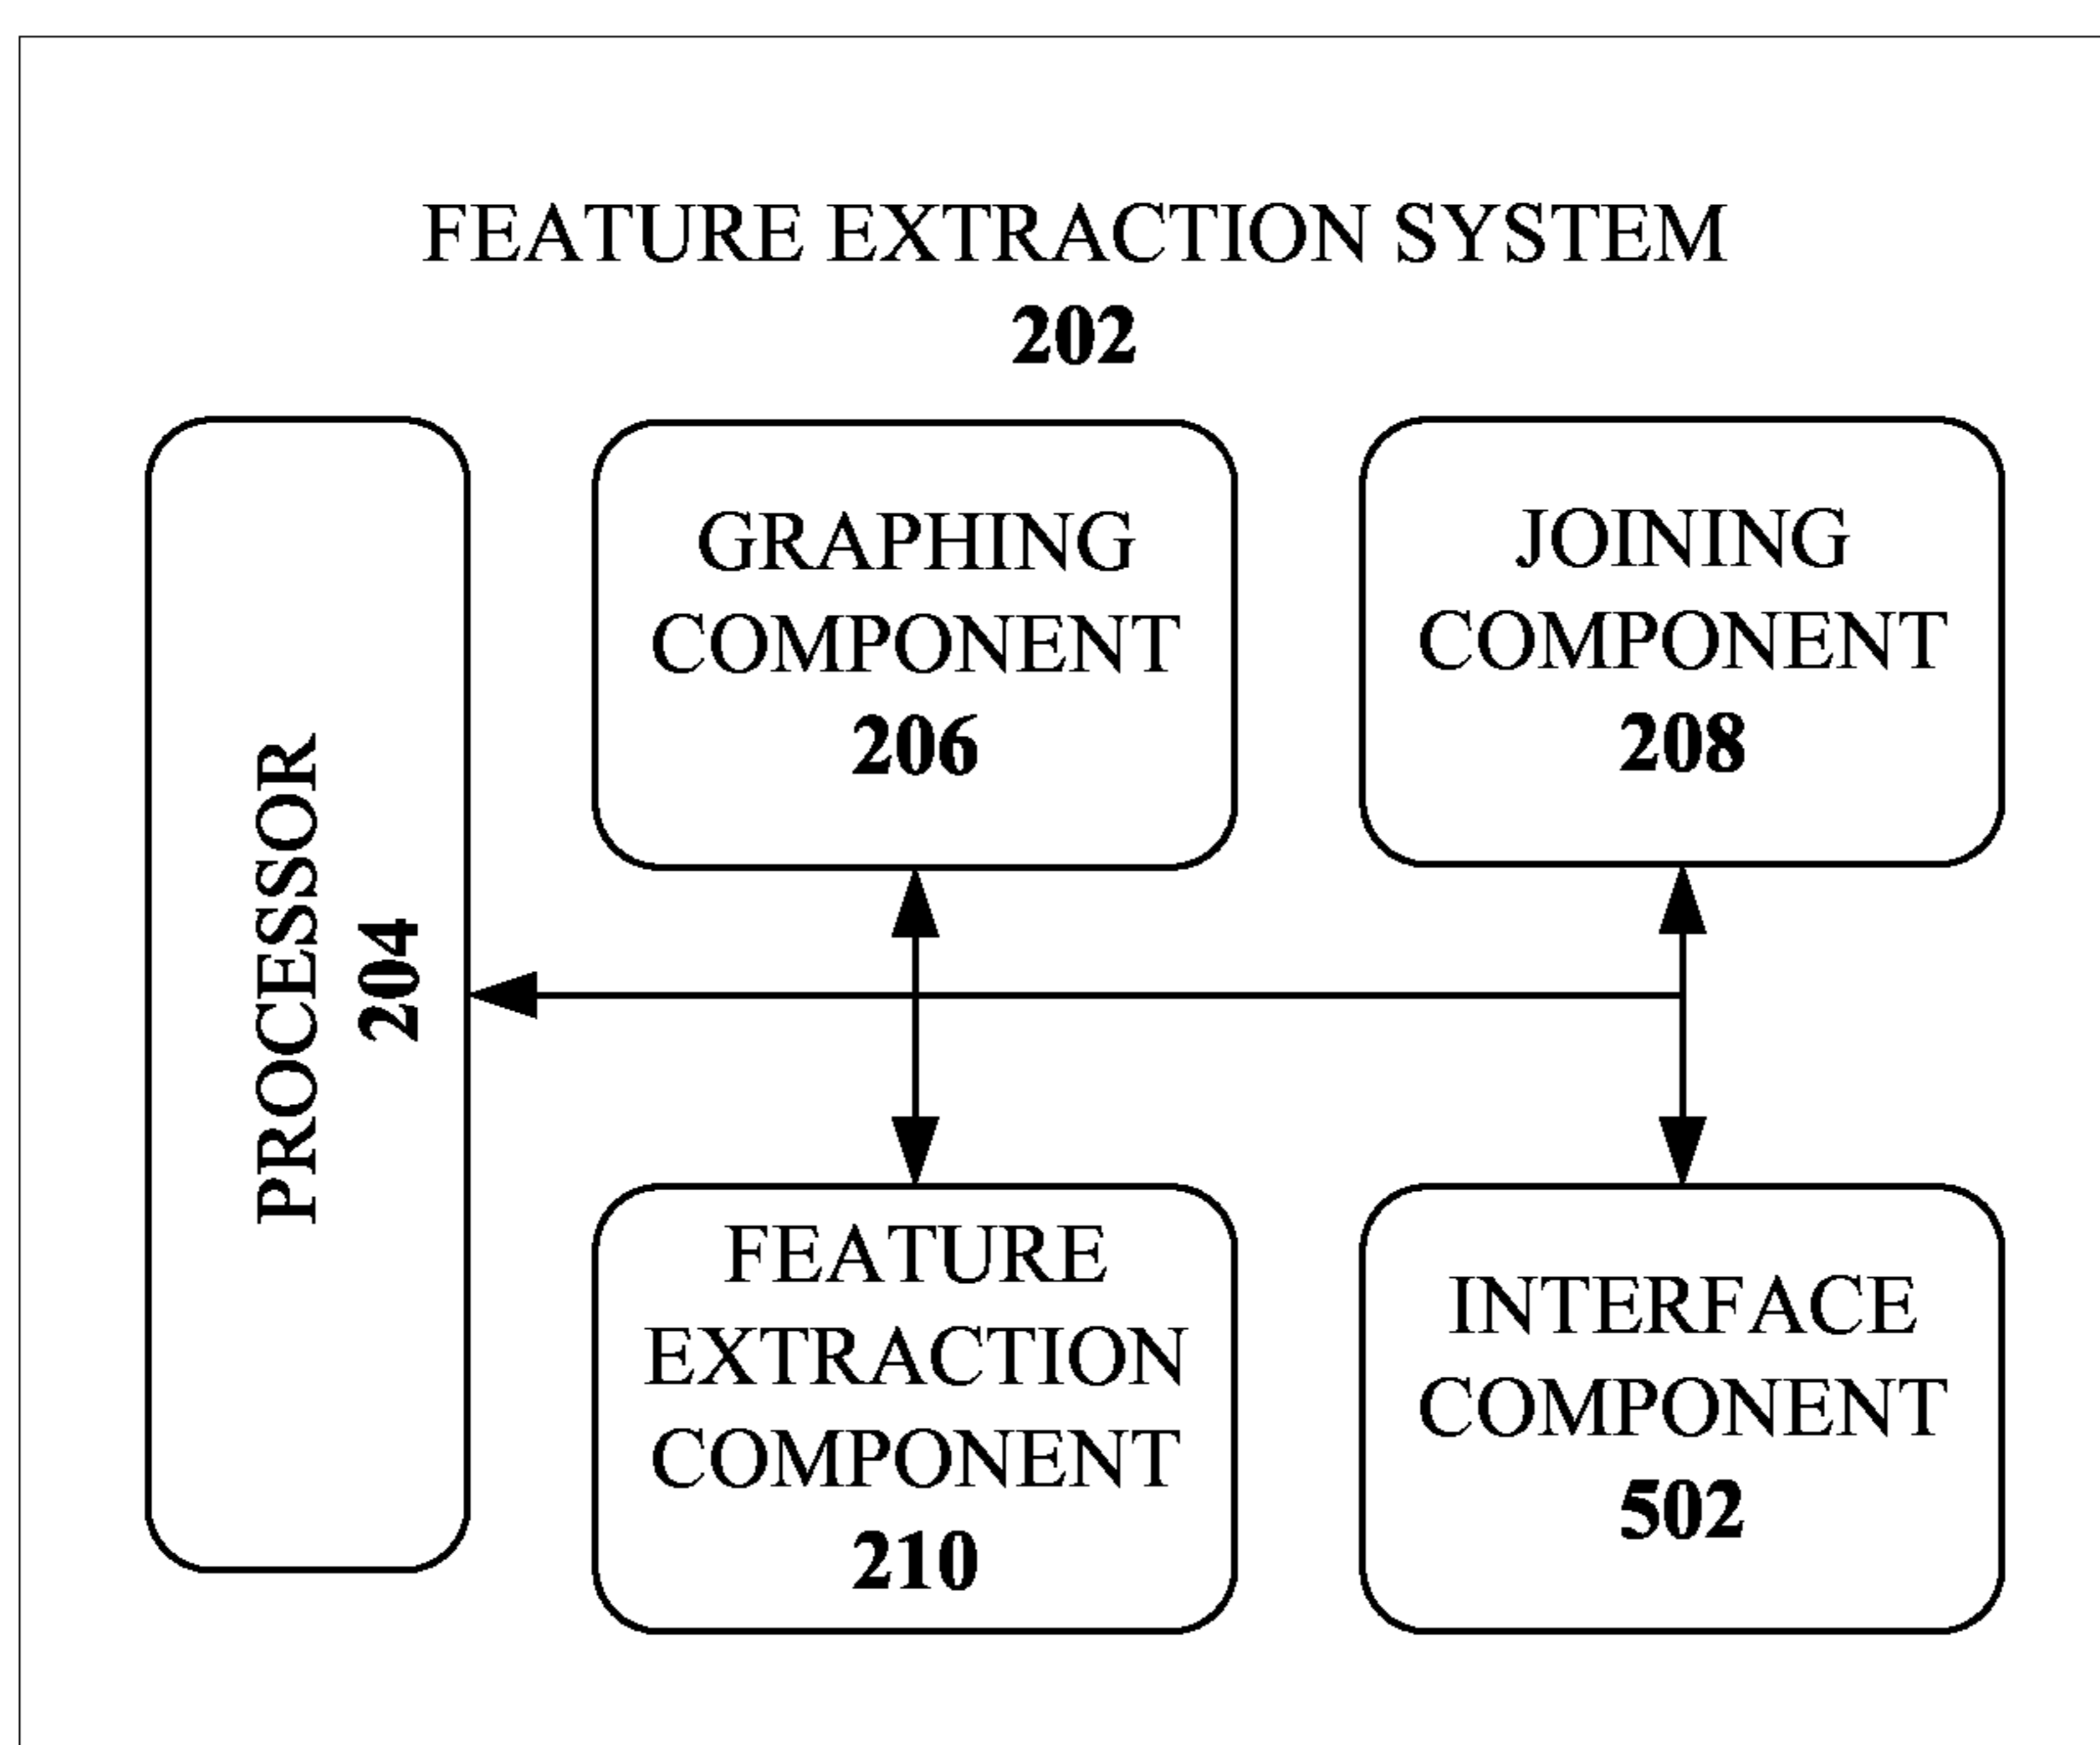 FEATURE EXTRACTION SYSTEM
202
PROCESSOR
204
GRAPHING
COMPONENT
206
JOINING
COMPONENT
208
FEATURE
EXTRACTION
COMPONENT
210
INTERFACE
COMPONENT
502